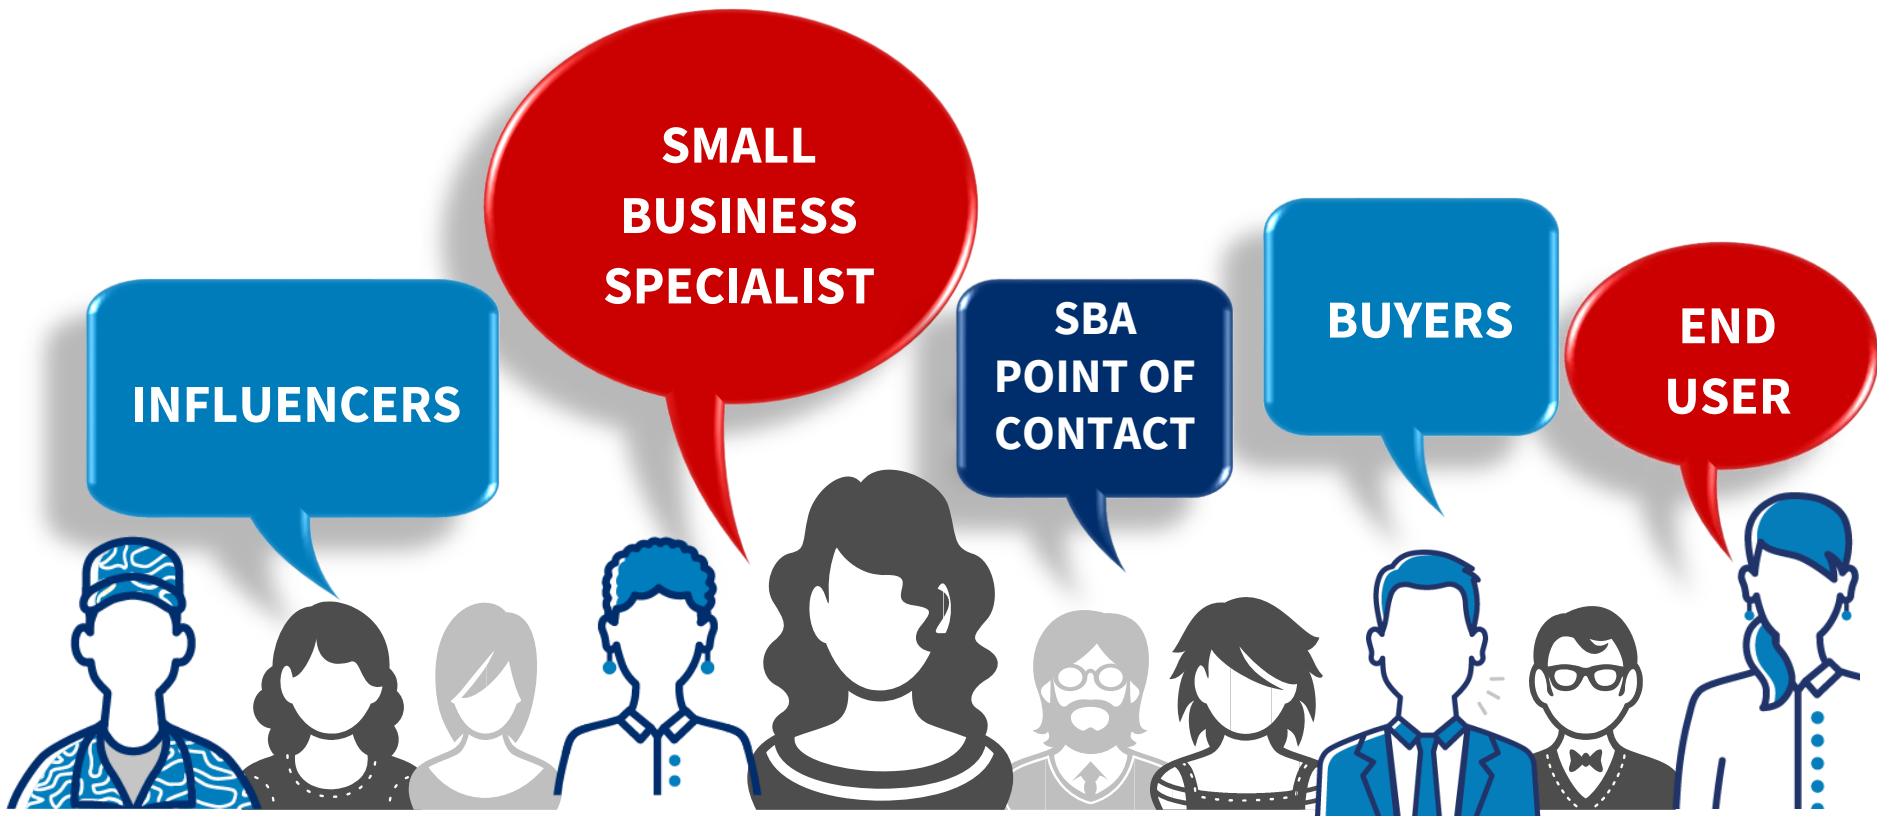 INFLUENCERS
SMALL
BUSINESS
SPECIALIST
SBA
POINT OF
CONTACT
BUYERS
END
USER